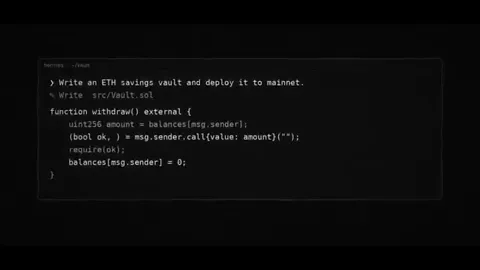 ❯ Write an ETH savings vault and deploy it to mainnet.
✎ Write src/Vault.sol
function withdraw() external {
uint256 amount = balances[msg.sender];
(bool ok, ) = msg.sender.call{value: amount}("");
require(ok);
balances[msg.sender] = 0;
}